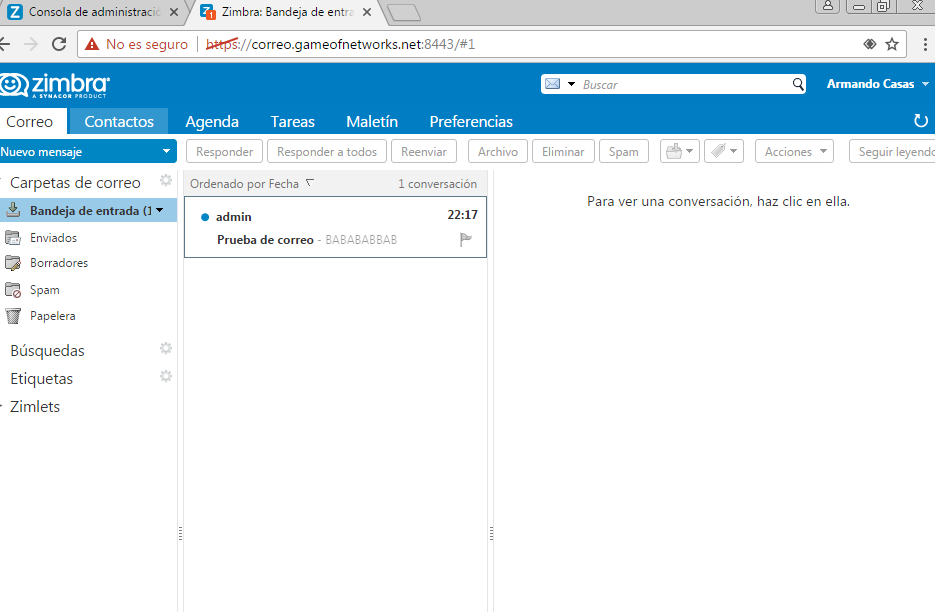 Consola de administració
Zimbra: Bandeja de entra
No es seguro
https://correo.gameofnetworks.net:8443/#1
zimbra
A SYNACOR PRODUCT
Buscar
Armando Casas
Correo Contactos Agenda Tareas Maletín Preferencias
Nuevo mensaje
Responder Responder a todos Reenviar Archivo Eliminar Spam Acciones Seguir leyendo
Carpetas de correo
Bandeja de entrada (1
Enviados
Borradores
Spam
Papelera
Búsquedas
Etiquetas
Zimlets
Ordenado por Fecha 1 conversación
admin 22:17
Prueba de correo - BABABABBAB
Para ver una conversación, haz clic en ella.